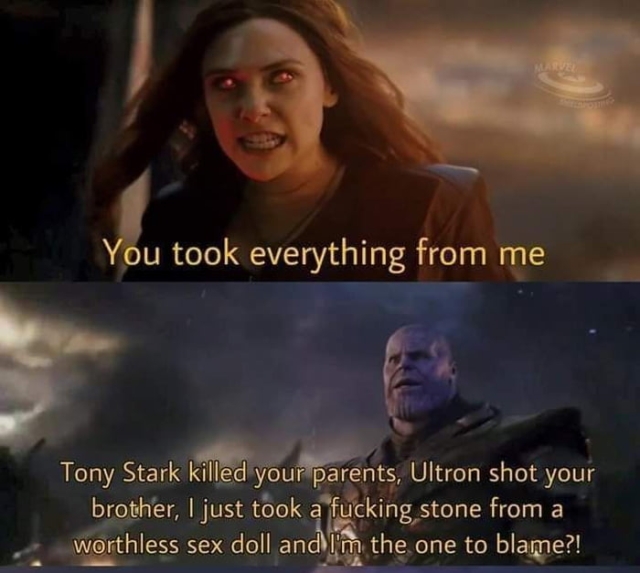 MARVEL
You took everything from me
Tony Stark killed your parents, Ultron shot your
brother, I just took a fucking stone from a
worthless sex doll and I'm the one to blame?!